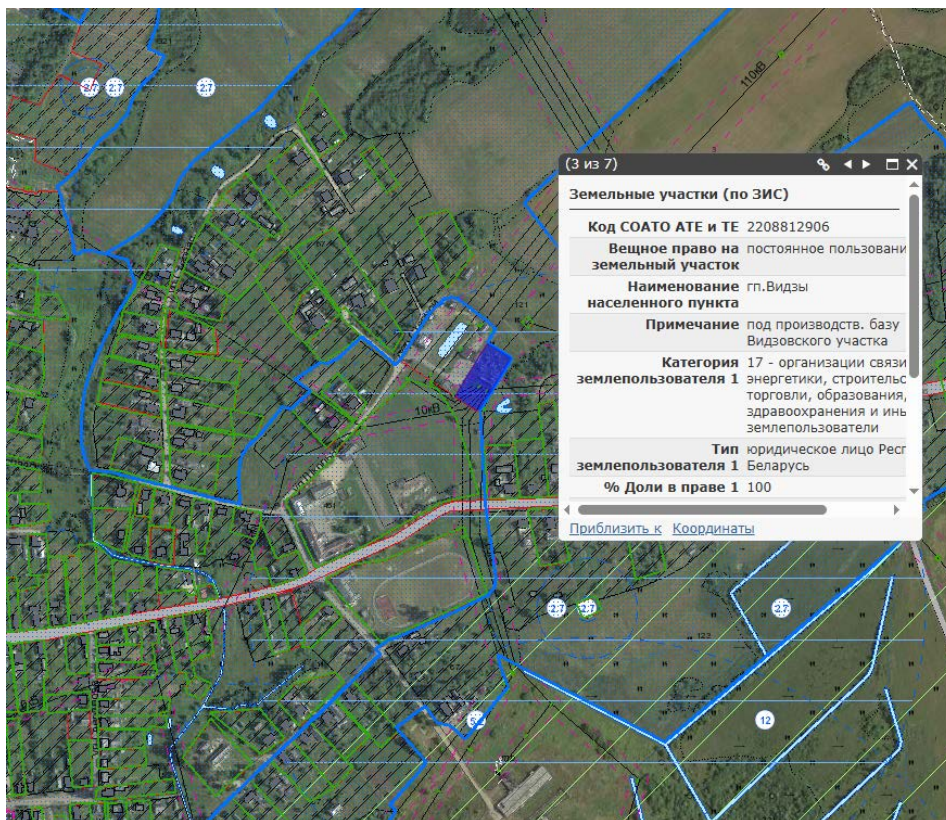 2.7
2.7
2.7
110кВ
(3 из 7)
Земельные участки (по ЗИС)
Код СОАТО АТЕ и ТЕ 2208812906
Вещное право на постоянное пользовани
земельный участок
Наименование гп.Видзы
населенного пункта
Примечание под производств. базу
Видзовского участка
Категория 17 - организации связи
землепользователя 1 энергетики, строительс
торговли, образования,
здравоохранения и ины
землепользователи
Тип юридическое лицо Респ
землепользователя 1 Беларусь
% Доли в праве 1 100
Приблизить к Координаты
121
10кВ
2.7
2.7
2.7
123
12